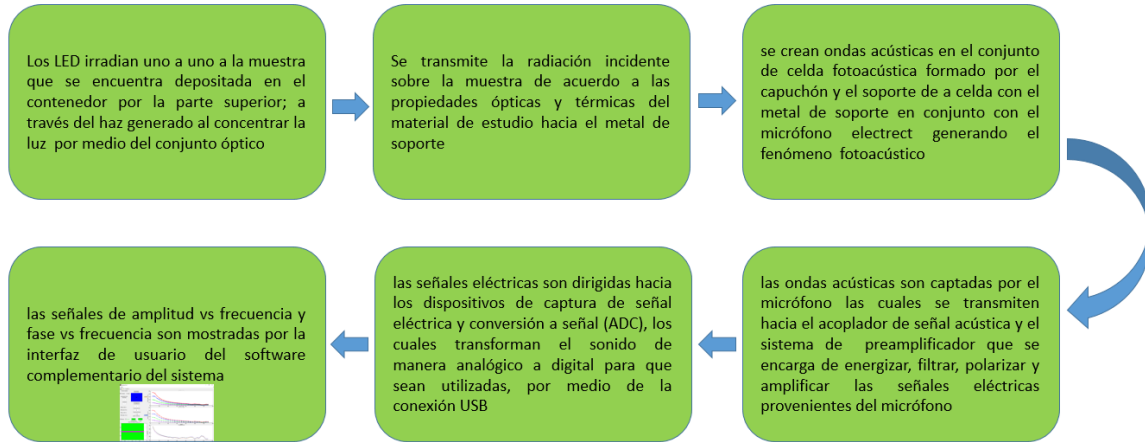 Los LED irradian uno a uno a la muestra
que se encuentra depositada en el
contenedor por la parte superior; a
través del haz generado al concentrar la
luz por medio del conjunto óptico
Se transmite la radiación incidente
sobre la muestra de acuerdo a las
propiedades ópticas y térmicas del
material de estudio hacia el metal de
soporte
se crean ondas acústicas en el conjunto
de celda fotoacústica formado por el
capuchón y el soporte de a celda con el
metal de soporte en conjunto con el
micrófono electrect generando el
fenómeno fotoacústico
las ondas acústicas son captadas por el
micrófono las cuales se transmiten
hacia el acoplador de señal acústica y el
sistema de preamplificador que se
encarga de energizar, filtrar, polarizar y
amplificar las señales eléctricas
provenientes del micrófono
las señales eléctricas son dirigidas hacia
los dispositivos de captura de señal
eléctrica y conversión a señal (ADC), los
cuales transforman el sonido de
manera analógico a digital para que
sean utilizadas, por medio de la
conexión USB
las señales de amplitud vs frecuencia y
fase vs frecuencia son mostradas por la
interfaz de usuario del software
complementario del sistema